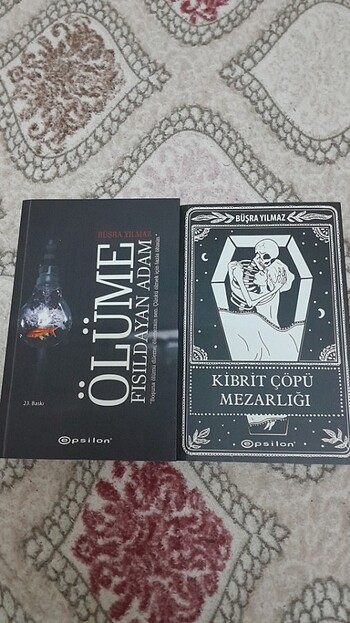 BÜŞRA YILMAZ
ÖLÜME
FISILDAYAN ADAM
23. Baskı
epsilon
BÜŞRA YILMAZ
KİBRİT ÇÖPÜ
MEZARLIĞI
epsilon